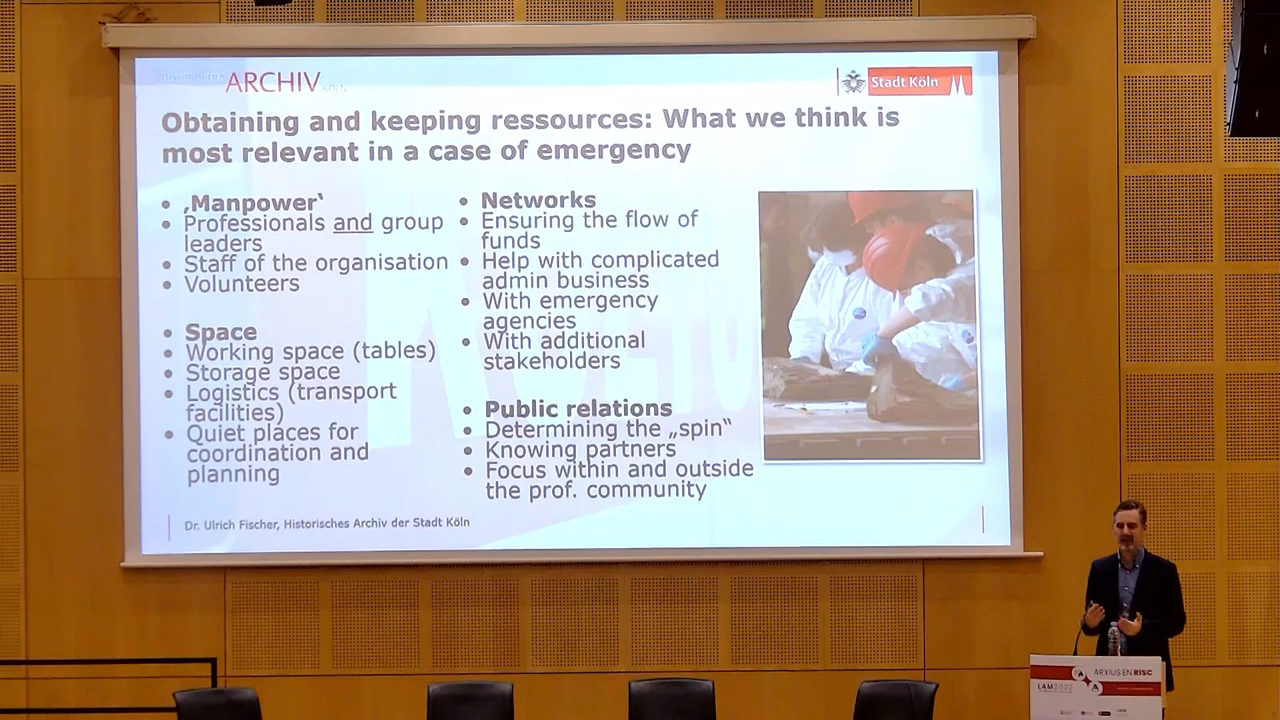 HISTORISCHES ARCHIV KÖLN
Stadt Köln
Obtaining and keeping ressources: What we think is
most relevant in a case of emergency
• ‚Manpower‘
• Professionals and group
leaders
• Staff of the organisation
• Volunteers
• Space
• Working space (tables)
• Storage space
• Logistics (transport
facilities)
• Quiet places for
coordination and
planning
• Networks
• Ensuring the flow of
funds
• Help with complicated
admin business
• With emergency
agencies
• With additional
stakeholders
• Public relations
• Determining the „spin“
• Knowing partners
• Focus within and outside
the prof. community
Dr. Ulrich Fischer, Historisches Archiv der Stadt Köln
ARXIUS EN RISC
LAM2022